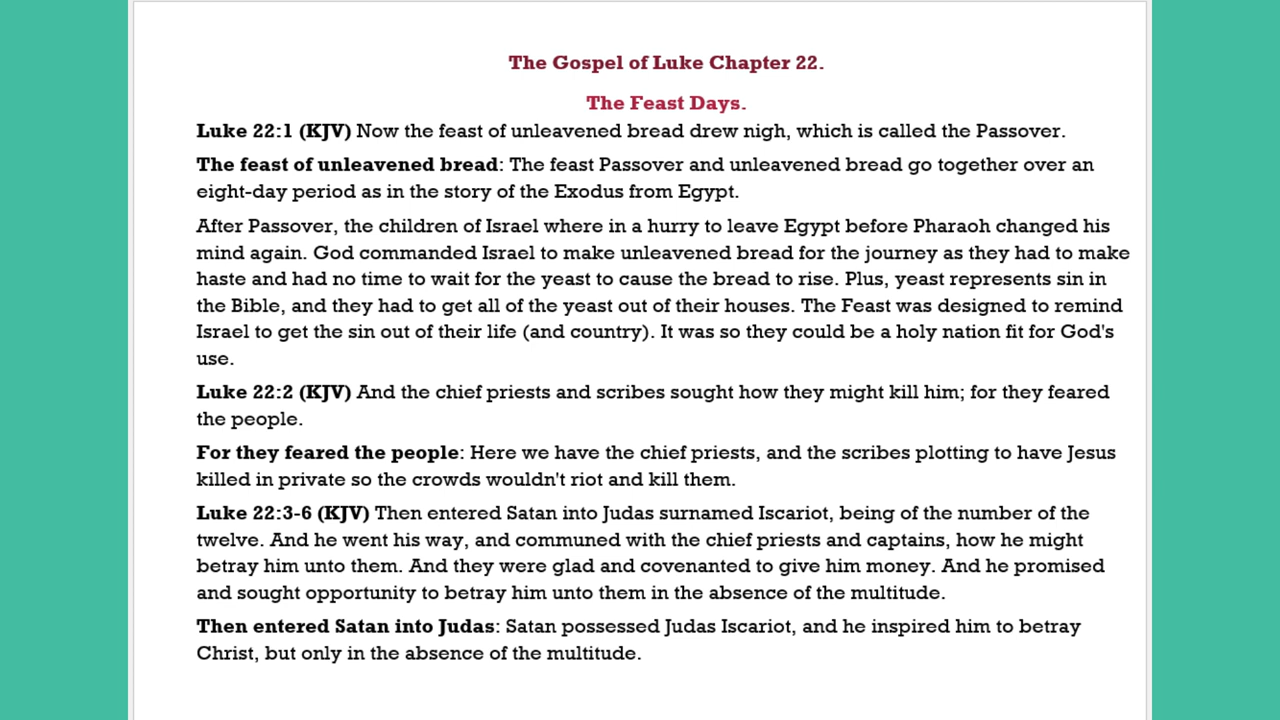 The Gospel of Luke Chapter 22.
The Feast Days.
Luke 22:1 (KJV) Now the feast of unleavened bread drew nigh, which is called the Passover.
The feast of unleavened bread: The feast Passover and unleavened bread go together over an
eight-day period as in the story of the Exodus from Egypt.
After Passover, the children of Israel where in a hurry to leave Egypt before Pharaoh changed his
mind again. God commanded Israel to make unleavened bread for the journey as they had to make
haste and had no time to wait for the yeast to cause the bread to rise. Plus, yeast represents sin in
the Bible, and they had to get all of the yeast out of their houses. The Feast was designed to remind
Israel to get the sin out of their life (and country). It was so they could be a holy nation fit for God's
use.
Luke 22:2 (KJV) And the chief priests and scribes sought how they might kill him; for they feared
the people.
For they feared the people: Here we have the chief priests, and the scribes plotting to have Jesus
killed in private so the crowds wouldn't riot and kill them.
Luke 22:3-6 (KJV) Then entered Satan into Judas surnamed Iscariot, being of the number of the
twelve. And he went his way, and communed with the chief priests and captains, how he might
betray him unto them. And they were glad and covenanted to give him money. And he promised
and sought opportunity to betray him unto them in the absence of the multitude.
Then entered Satan into Judas: Satan possessed Judas Iscariot, and he inspired him to betray
Christ, but only in the absence of the multitude.